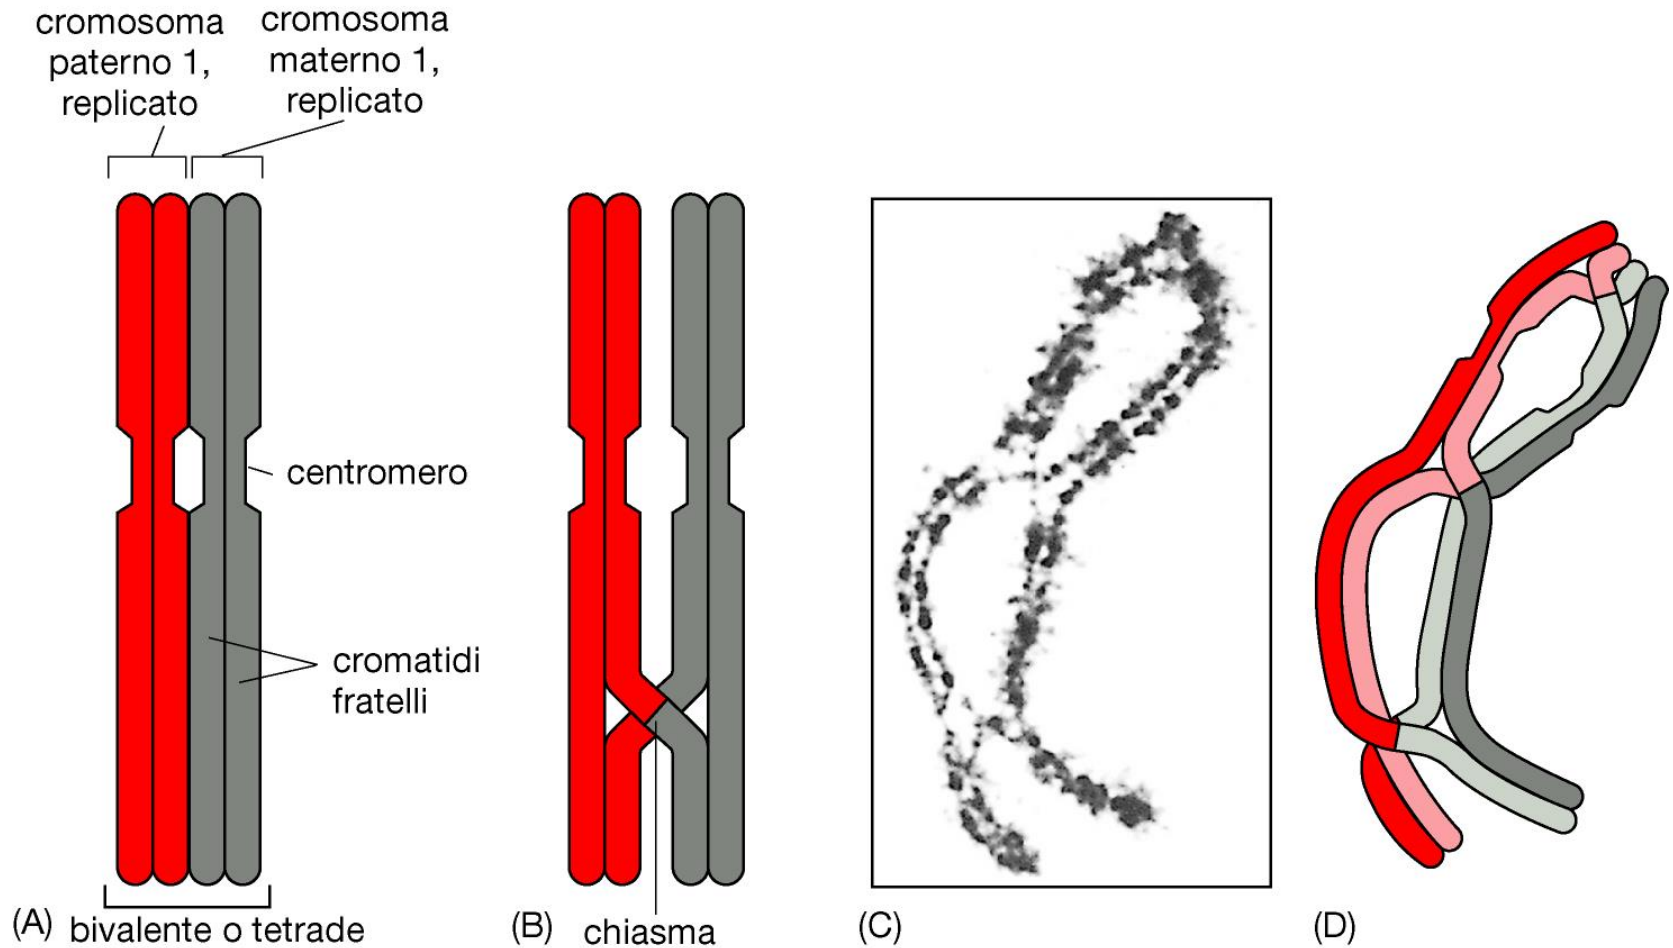 cromosoma
paterno 1,
replicato
cromosoma
materno 1,
replicato
centromero
cromatidi
fratelli
(A) bivalente o tetrade
(B) chiasma
(C)
(D)